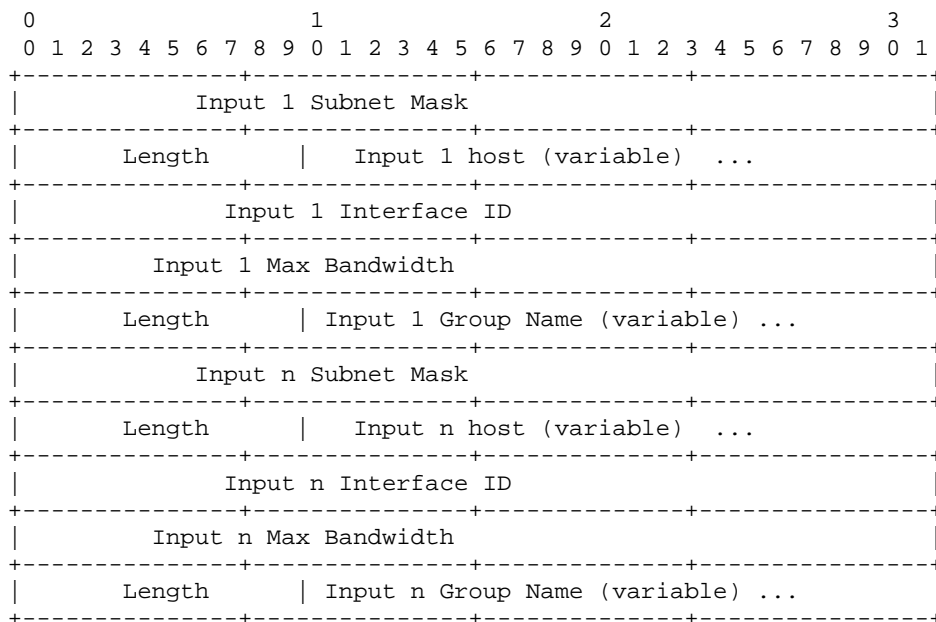 0                   1                   2                   3
 0 1 2 3 4 5 6 7 8 9 0 1 2 3 4 5 6 7 8 9 0 1 2 3 4 5 6 7 8 9 0 1
+---------------+---------------+--------------+----------------+
|            Input 1 Subnet Mask                                |
+---------------+---------------+--------------+----------------+
|       Length      |   Input 1 host (variable)  ...
+---------------+---------------+--------------+----------------+
|              Input 1 Interface ID                             |
+---------------+---------------+--------------+----------------+
|         Input 1 Max Bandwidth                                 |
+---------------+---------------+--------------+----------------+
|       Length      | Input 1 Group Name (variable) ...
+---------------+---------------+--------------+----------------+
|            Input n Subnet Mask                                |
+---------------+---------------+--------------+----------------+
|       Length      |   Input n host (variable)  ...
+---------------+---------------+--------------+----------------+
|              Input n Interface ID                             |
+---------------+---------------+--------------+----------------+
|         Input n Max Bandwidth                                 |
+---------------+---------------+--------------+----------------+
|       Length      | Input n Group Name (variable) ...
+---------------+---------------+--------------+----------------+